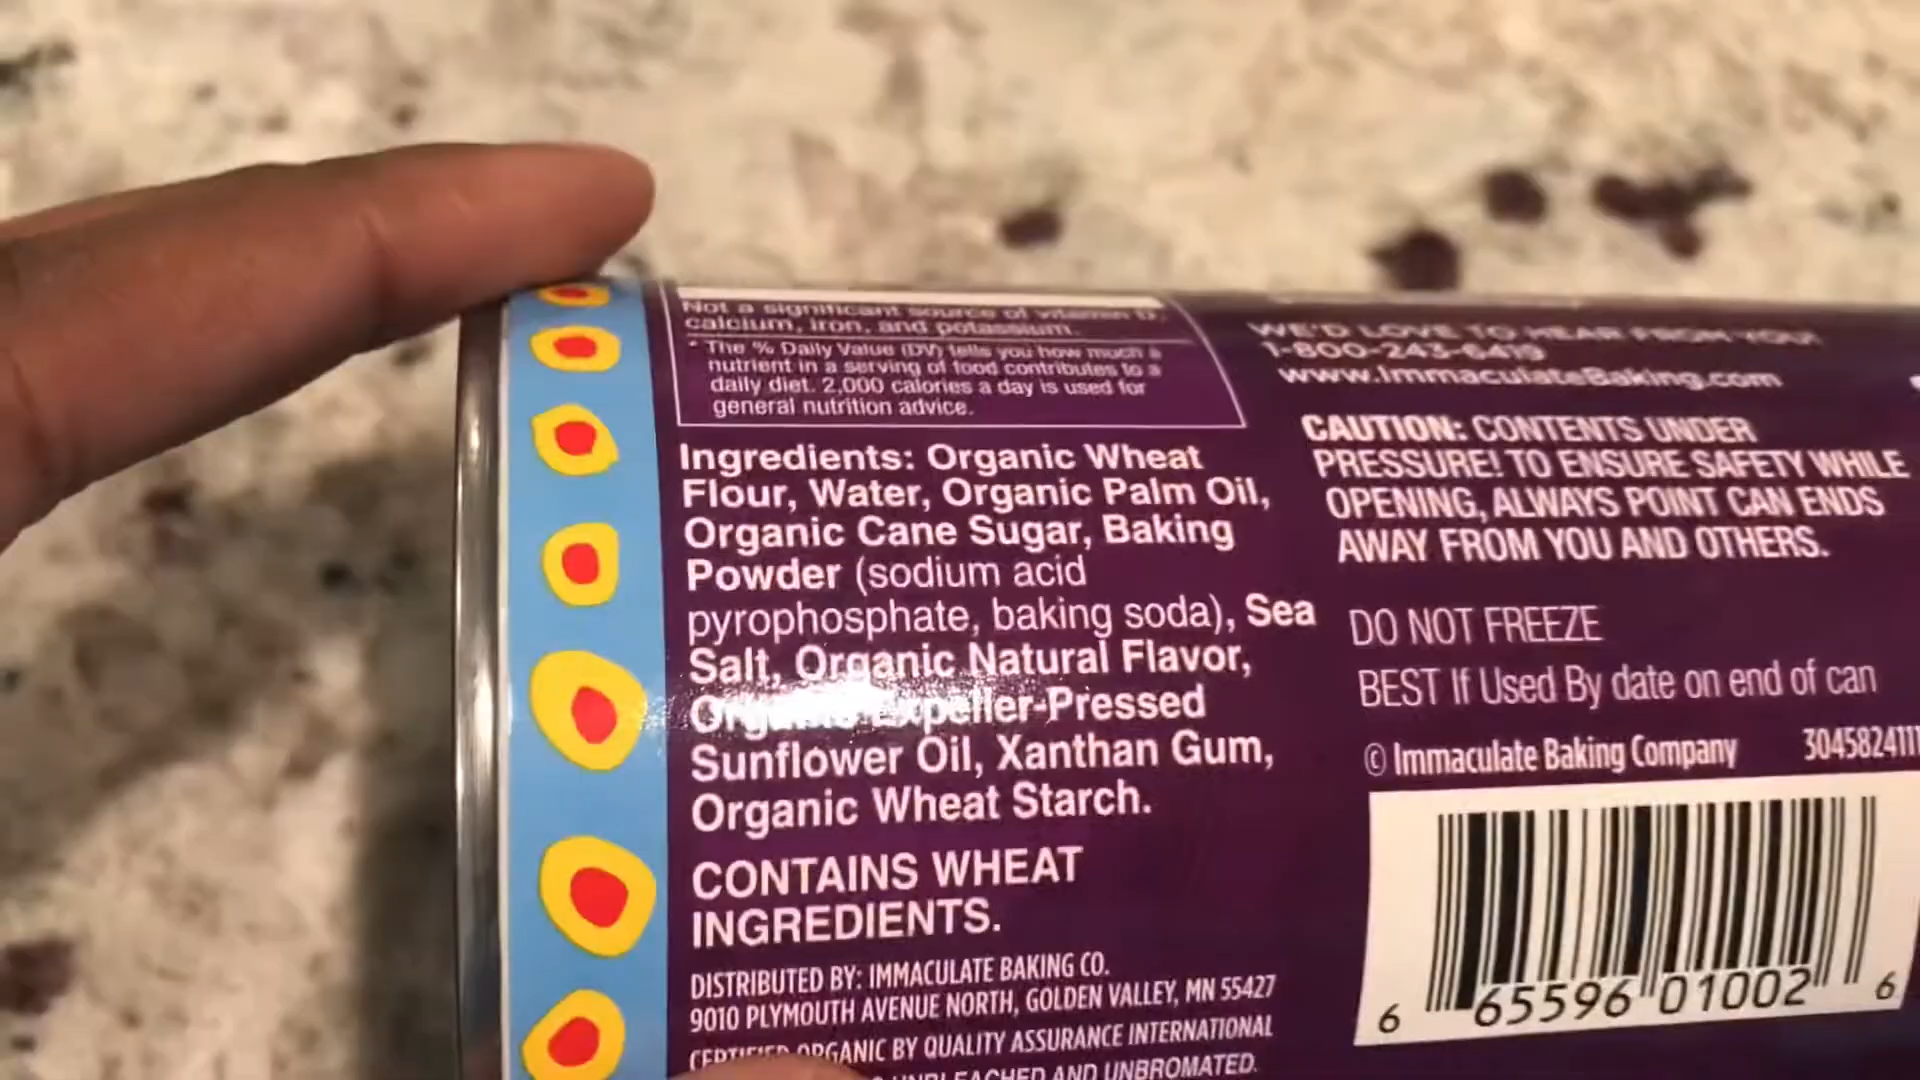 Not a significant source of vitamin D,
calcium, iron, and potassium.
* The % Daily Value (DV) tells you how much a
nutrient in a serving of food contributes to a
daily diet. 2,000 calories a day is used for
general nutrition advice.
Ingredients: Organic Wheat
Flour, Water, Organic Palm Oil,
Organic Cane Sugar, Baking
Powder (sodium acid
pyrophosphate, baking soda), Sea
Salt, Organic Natural Flavor,
Organic Expeller-Pressed
Sunflower Oil, Xanthan Gum,
Organic Wheat Starch.
CONTAINS WHEAT
INGREDIENTS.
DISTRIBUTED BY: IMMACULATE BAKING CO.
9010 PLYMOUTH AVENUE NORTH, GOLDEN VALLEY, MN 55427
CERTIFIED ORGANIC BY QUALITY ASSURANCE INTERNATIONAL
UNBLEACHED AND UNBROMATED.
WE'D LOVE TO HEAR FROM YOU!
1-800-243-6419
www.ImmaculateBaking.com
CAUTION: CONTENTS UNDER
PRESSURE! TO ENSURE SAFETY WHILE
OPENING, ALWAYS POINT CAN ENDS
AWAY FROM YOU AND OTHERS.
DO NOT FREEZE
BEST If Used By date on end of can
© Immaculate Baking Company 3045824111
6 65596 01002 6